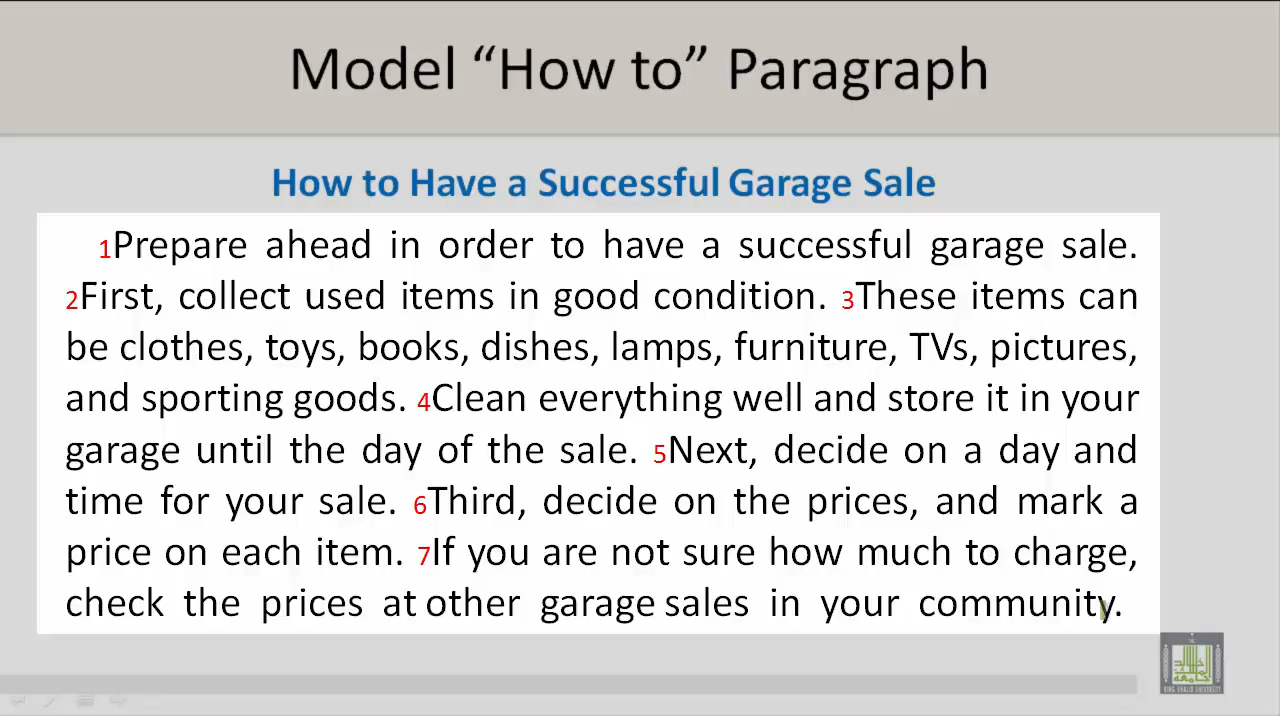 Model “How to” Paragraph
How to Have a Successful Garage Sale
1Prepare ahead in order to have a successful garage sale.
2First, collect used items in good condition. 3These items can
be clothes, toys, books, dishes, lamps, furniture, TVs, pictures,
and sporting goods. 4Clean everything well and store it in your
garage until the day of the sale. 5Next, decide on a day and
time for your sale. 6Third, decide on the prices, and mark a
price on each item. 7If you are not sure how much to charge,
check the prices at other garage sales in your community.
KING KHALID UNIVERSITY